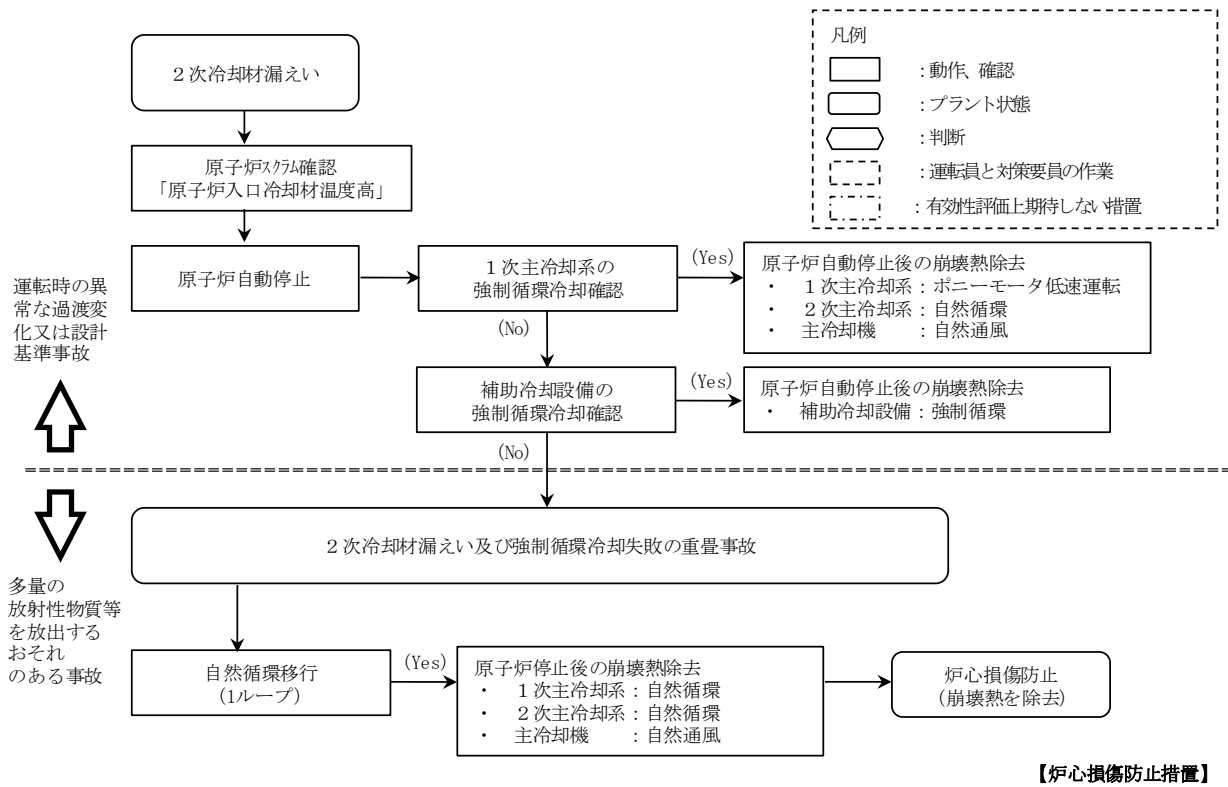 凡例
：動作、確認
：プラント状態
：判断
：運転員と対策要員の作業
：有効性評価上期待しない措置
２次冷却材漏えい
原子炉ｽｸﾗﾑ確認
「原子炉入口冷却材温度高」
原子炉自動停止
１次主冷却系の
強制循環冷却確認
(Yes)
原子炉自動停止後の崩壊熱除去
・ １次主冷却系：ポニーモータ低速運転
・ ２次主冷却系：自然循環
・ 主冷却機 ：自然通風
(No)
運転時の異
常な過渡変
化又は設計
基準事故
補助冷却設備の
強制循環冷却確認
(Yes)
原子炉自動停止後の崩壊熱除去
・ 補助冷却設備：強制循環
(No)
２次冷却材漏えい及び強制循環冷却失敗の重畳事故
多量の
放射性物質等
を放出する
おそれ
のある事故
自然循環移行
(1ループ)
(Yes)
原子炉停止後の崩壊熱除去
・ １次主冷却系：自然循環
・ ２次主冷却系：自然循環
・ 主冷却機 ：自然通風
炉心損傷防止
(崩壊熱を除去)
【炉心損傷防止措置】